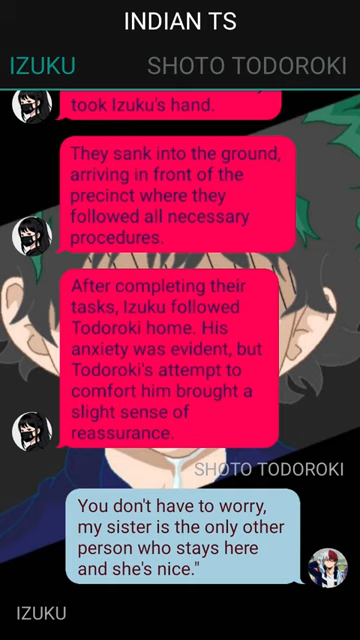 INDIAN TS
IZUKU SHOTO TODOROKI
took Izuku's hand.
They sank into the ground,
arriving in front of the
precinct where they
followed all necessary
procedures.
After completing their
tasks, Izuku followed
Todoroki home. His
anxiety was evident, but
Todoroki's attempt to
comfort him brought a
slight sense of
reassurance.
SHOTO TODOROKI
You don't have to worry,
my sister is the only other
person who stays here
and she's nice."
IZUKU